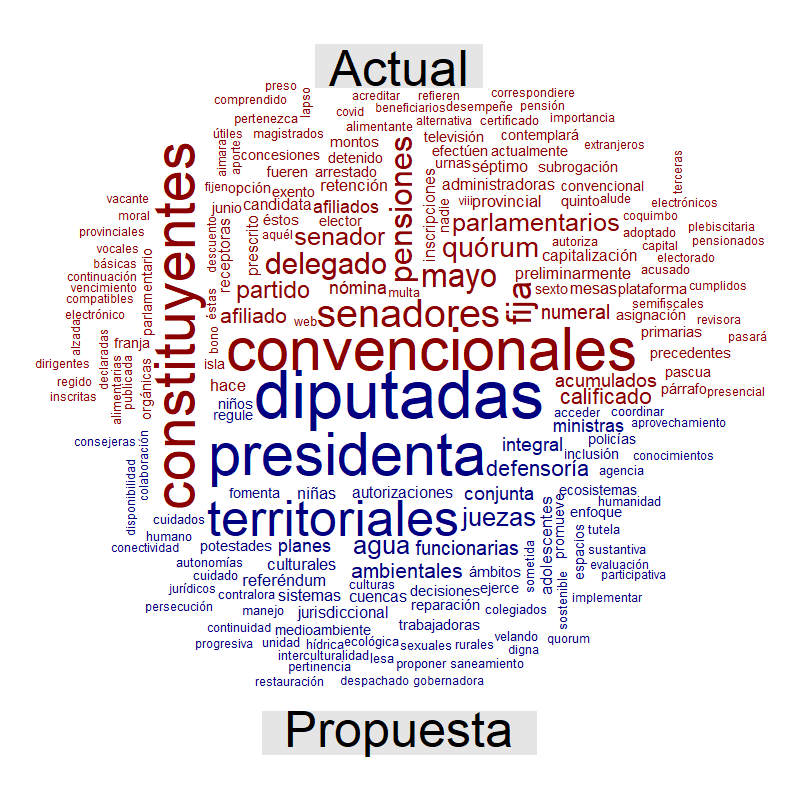 Actual
preso
correspondiere
comprendido
lapso
acreditar
refieren
covid
beneficiarios
desempeñe
pensión
pertenezca
alimentante
alternativa
certificado
importancia
útiles
magistrados
montos
televisión
contemplará
aimara
aporte
concesiones
detenido
efectúen
actualmente
extranjeros
constituyentes
pensiones
urnas
séptimo
subrogación
terceras
fueren
arrestado
fijen
opción
exento
retención
inscripciones
nadie
administradoras
convencional
vacante
junio
candidata
afiliados
viii
provincial
quinto
alude
electrónicos
moral
éstos
elector
parlamentarios
coquimbo
plebiscitaria
provinciales
descuento
receptoras
prescrito
aquél
senador
quórum
autoriza
adoptado
pensionados
vocales
capital
electorado
básicas
parlamentario
delegado
mayo
capitalización
continuación
preliminarmente
acusado
vencimiento
compatibles
partido
nómina
multa
fija
sexto
mesas
plataforma
cumplidos
electrónico
bono
éstas
afiliado
web
senadores
numeral
asignación
semifiscales
revisora
alzada
franja
primarias
pasará
dirigentes
declaradas
isla
convencionales
precedentes
regido
alimentarias
publicada
orgánicas
hace
acumulados
pascua
inscritas
niños
diputadas
calificado
párrafo
presencial
regule
acceder
coordinar
ministras
aprovechamiento
consejeras
colaboración
disponibilidad
presidenta
integral
policías
inclusión
conocimientos
defensoría
agencia
fomenta
niñas
autorizaciones
conjunta
ecosistemas
humanidad
cuidados
territoriales
juezas
adolescentes
promueve
enfoque
humano
tutela
conectividad
potestades
planes
agua
funcionarias
sometida
espacios
sustantiva
autonomías
culturales
evaluación
cuidado
referéndum
ambientales
ámbitos
participativa
jurídicos
contralora
sistemas
culturas
cuencas
decisiones
ejerce
sostenible
implementar
persecución
manejo
jurisdiccional
reparación
colegiados
continuidad
medioambiente
trabajadoras
velando
quorum
progresiva
unidad
hídrica
ecológica
sexuales
rurales
digna
interculturalidad
lesa
pertinencia
proponer
saneamiento
restauración
despachado
gobernadora
Propuesta